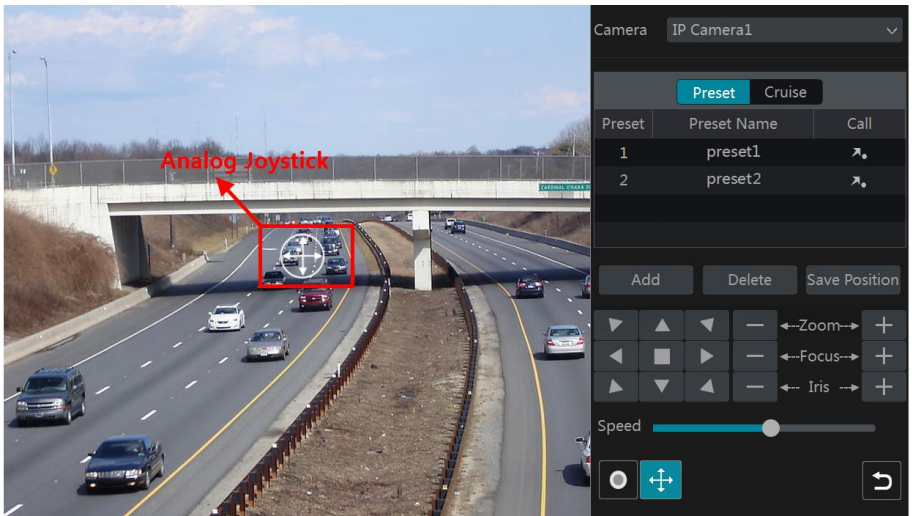 Camera IP Camera1
Preset Cruise
Preset Preset Name Call
1 preset1
2 preset2
Analog Joystick
CARDINAL O'HARA
Add Delete Save Position
Zoom
Focus
Iris
Speed